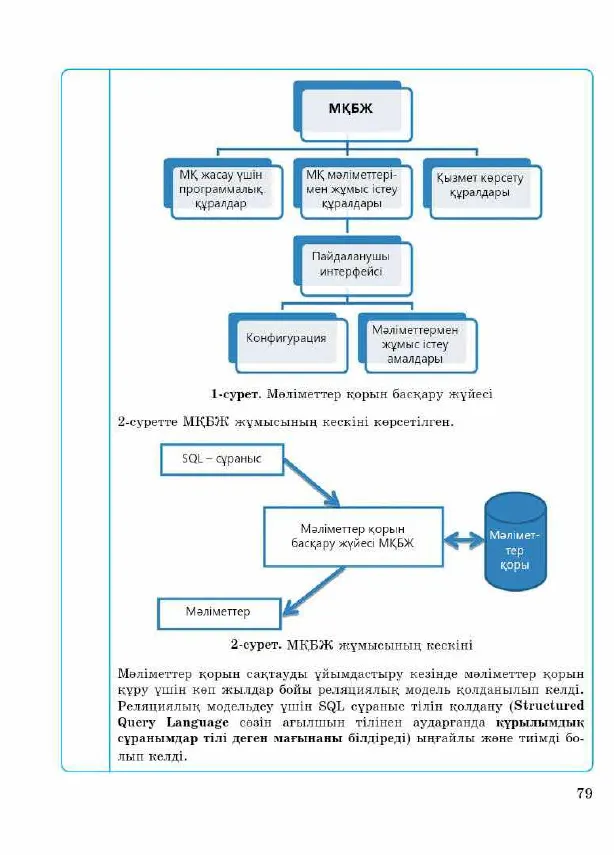 МҚБЖ
МҚ жасау үшін
программалық
құралдар
МҚ мәліметтері-
мен жұмыс істеу
құралдары
Қызмет көрсету
құралдары
Пайдаланушы
интерфейсі
Конфигурация
Мәліметтермен
жұмыс істеу
амалдары
1-сурет. Мәліметтер қорын басқару жүйесі
2-суретте МҚБЖ жұмысының кескіні көрсетілген.
SQL – сұраныс
Мәліметтер қорын
басқару жүйесі МҚБЖ
Мәлімет-
тер
қоры
Мәліметтер
2-сурет. МҚБЖ жұмысының кескіні
Мәліметтер қорын сақтауды ұйымдастыру кезінде мәліметтер қорын
құру үшін көп жылдар бойы реляциялық модель қолданылып келді.
Реляциялық модельдеу үшін SQL сұраныс тілін қолдану (Structured
Query Language сөзін ағылшын тілінен аударғанда құрылымдық
сұранымдар тілі деген мағынаны білдіреді) ыңғайлы және тиімді бо-
лып келді.
79